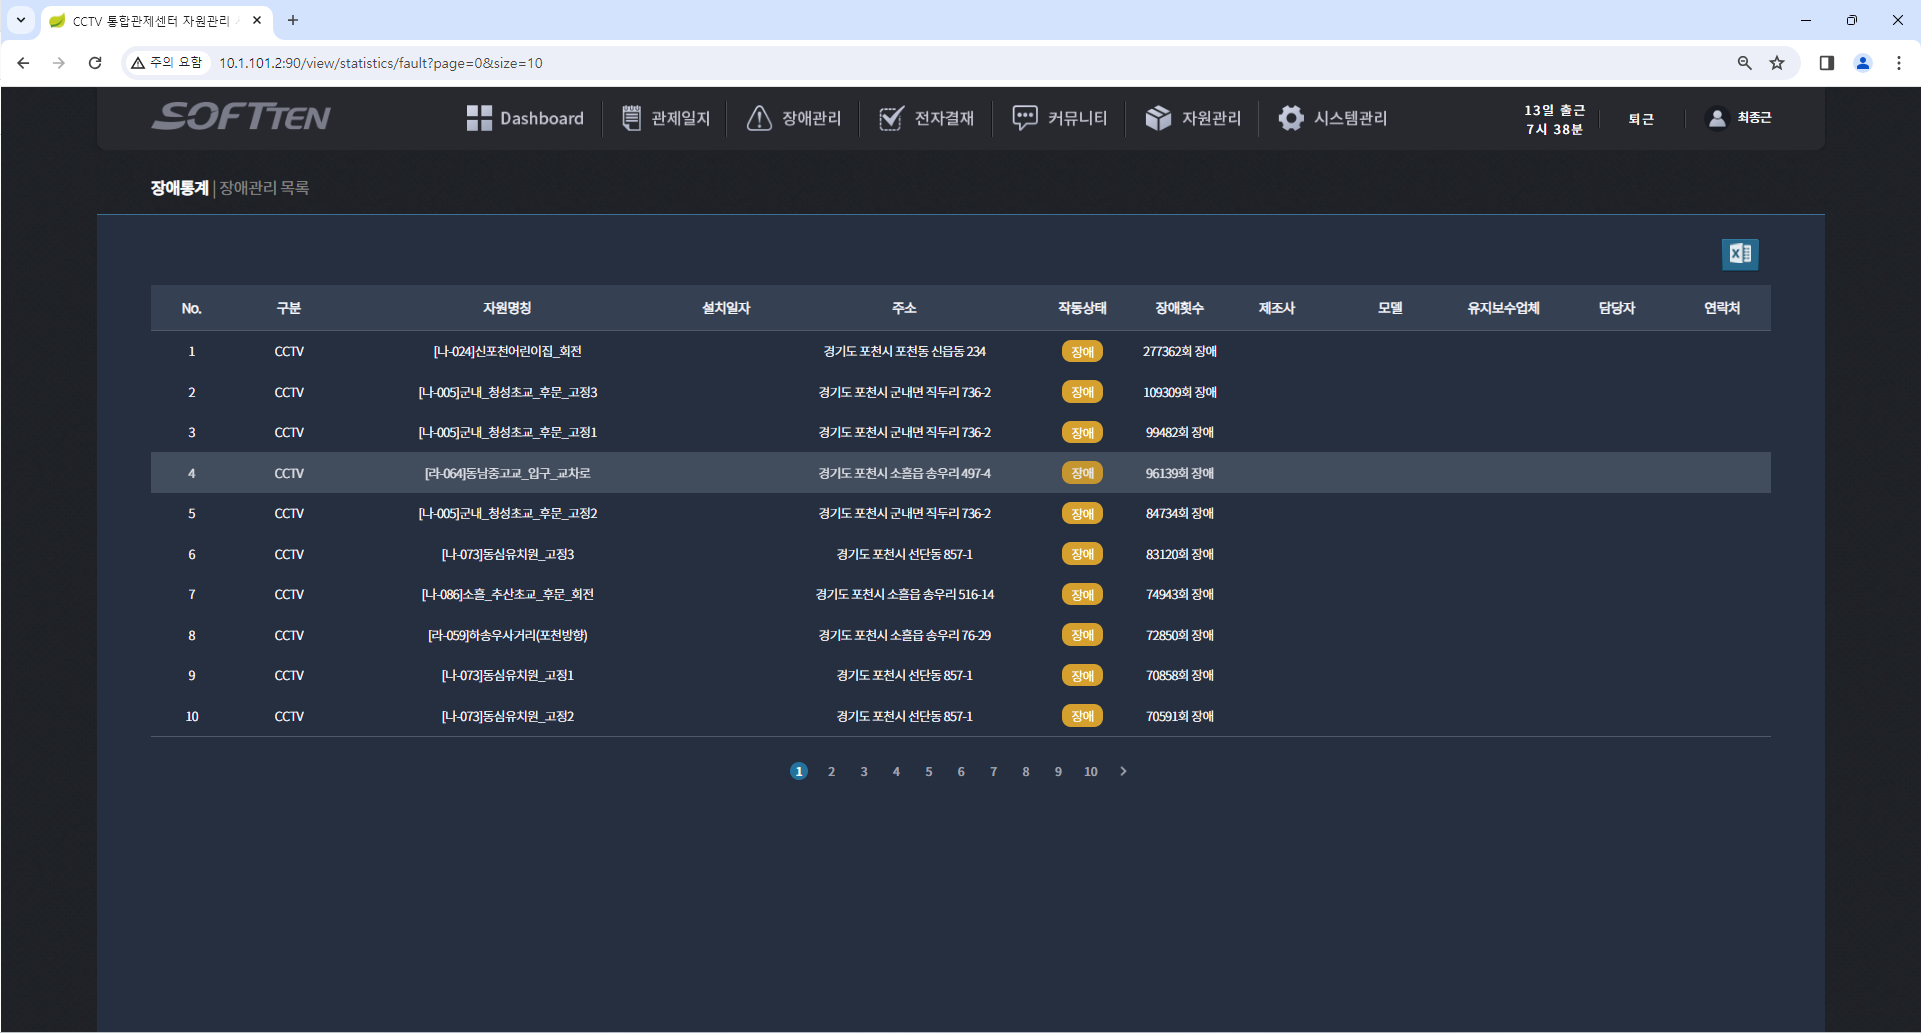 CCTV 통합관제센터 자원관리
주의 요함 10.1.101.2:90/view/statistics/fault?page=0&size=10
SOFTTEN Dashboard 관제일지 장애관리 전자결재 커뮤니티 자원관리 시스템관리 13일 출근 퇴근 최종근
7시 38분
장애통계 | 장애관리 목록
No. 구분 자원명칭 설치일자 주소 작동상태 장애횟수 제조사 모델 유지보수업체 담당자 연락처
1 CCTV [나-024]신포천어린이집_회전 경기도 포천시 포천동 신읍동 234 장애 277362회 장애
2 CCTV [나-005]군내_청성초교_후문_고정3 경기도 포천시 군내면 직두리 736-2 장애 109309회 장애
3 CCTV [나-005]군내_청성초교_후문_고정1 경기도 포천시 군내면 직두리 736-2 장애 99482회 장애
4 CCTV [라-064]동남중고교_입구_교차로 경기도 포천시 소흘읍 송우리 497-4 장애 96139회 장애
5 CCTV [나-005]군내_청성초교_후문_고정2 경기도 포천시 군내면 직두리 736-2 장애 84734회 장애
6 CCTV [나-073]동심유치원_고정3 경기도 포천시 선단동 857-1 장애 83120회 장애
7 CCTV [나-086]소흘_추산초교_후문_회전 경기도 포천시 소흘읍 송우리 516-14 장애 74943회 장애
8 CCTV [라-059]하송우사거리(포천방향) 경기도 포천시 소흘읍 송우리 76-29 장애 72850회 장애
9 CCTV [나-073]동심유치원_고정1 경기도 포천시 선단동 857-1 장애 70858회 장애
10 CCTV [나-073]동심유치원_고정2 경기도 포천시 선단동 857-1 장애 70591회 장애
1 2 3 4 5 6 7 8 9 10